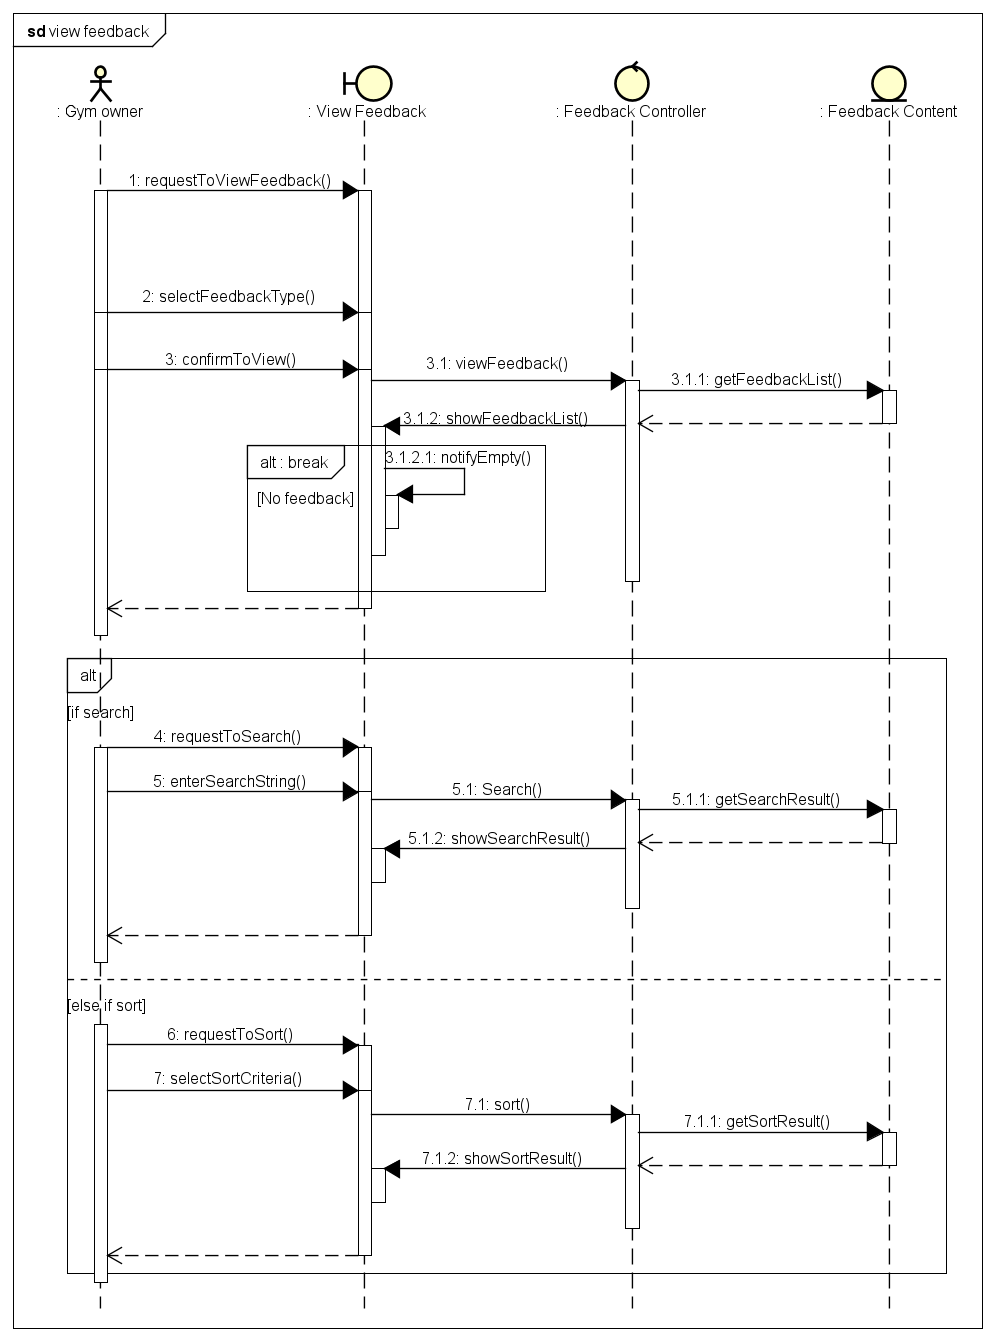 sd view feedback
: Gym owner
: View Feedback
: Feedback Controller
: Feedback Content
1: requestToViewFeedback()
2: selectFeedbackType()
3: confirmToView()
3.1: viewFeedback()
3.1.1: getFeedbackList()
3.1.2: showFeedbackList()
alt : break
3.1.2.1: notifyEmpty()
[No feedback]
alt
[if search]
4: requestToSearch()
5: enterSearchString()
5.1: Search()
5.1.1: getSearchResult()
5.1.2: showSearchResult()
[else if sort]
6: requestToSort()
7: selectSortCriteria()
7.1: sort()
7.1.1: getSortResult()
7.1.2: showSortResult()